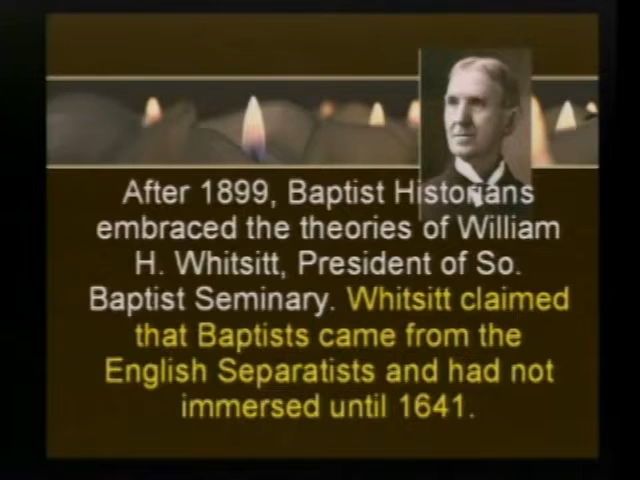 After 1899, Baptist Historians
embraced the theories of William
H. Whitsitt, President of So.
Baptist Seminary. Whitsitt claimed
that Baptists came from the
English Separatists and had not
immersed until 1641.